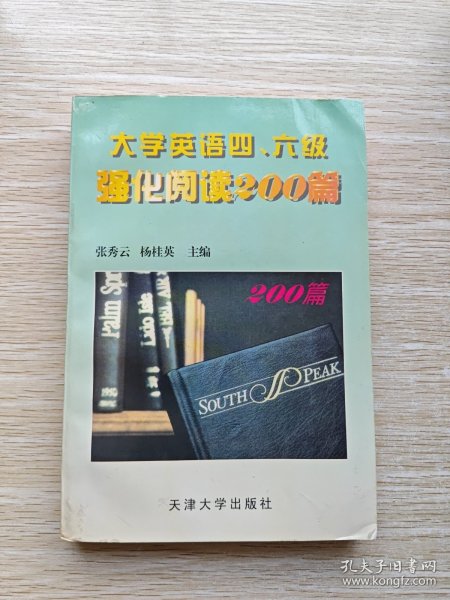 大学英语四、六级
强化阅读200篇
张秀云 杨桂英 主编
200篇
SOUTH PEAK
天津大学出版社
孔夫子旧书网
www.kongfz.com